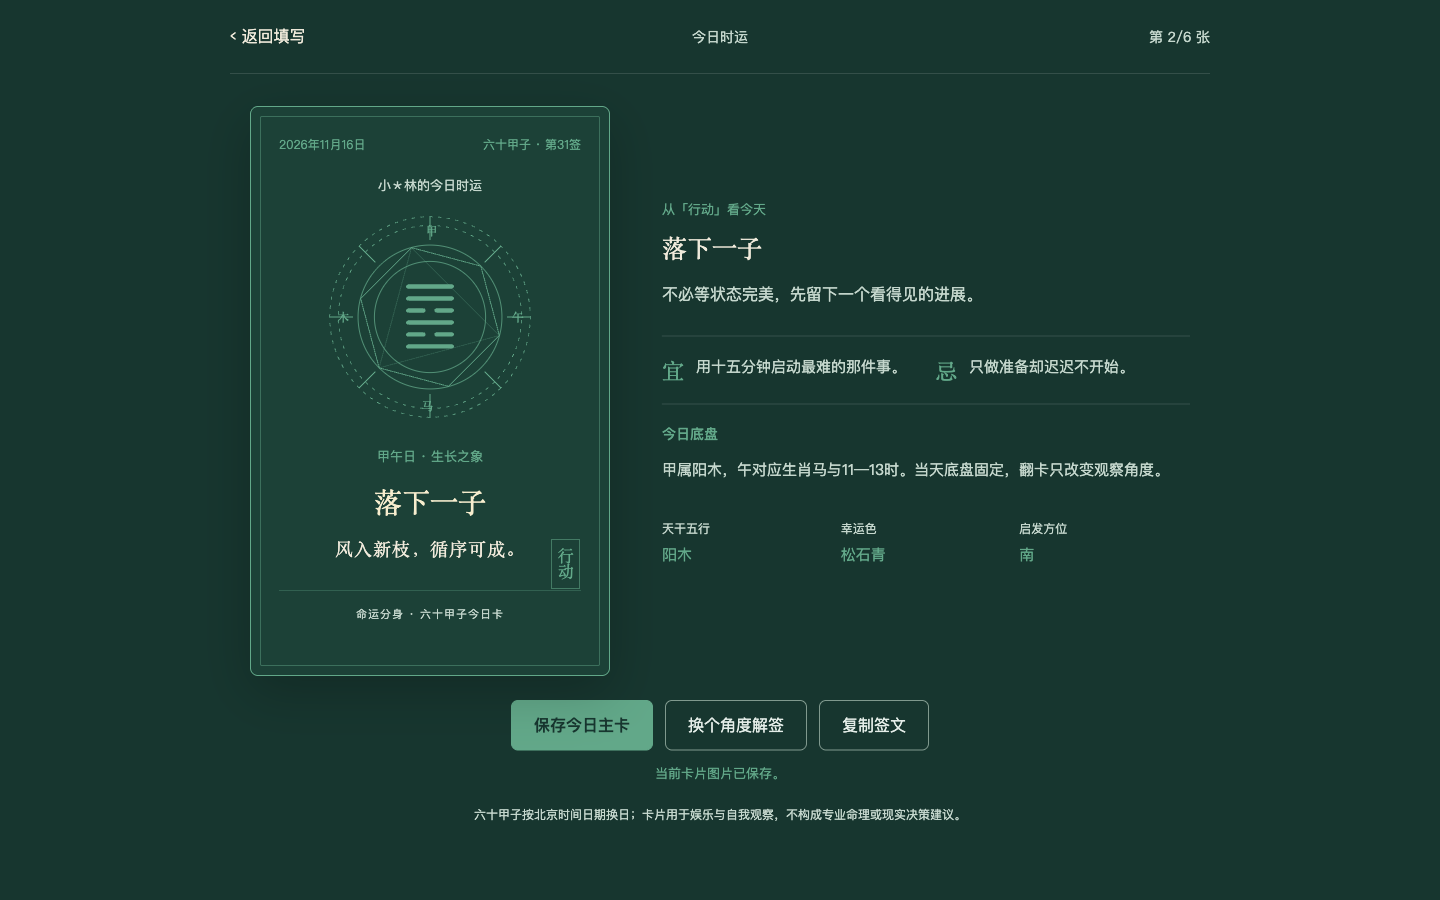 < 返回填写
今日时运
第 2/6 张
2026年11月16日
六十甲子 · 第31签
小＊林的今日时运
甲
木
午
马
甲午日 · 生长之象
落下一子
风入新枝，循序可成。
行动
命运分身 · 六十甲子今日卡
从「行动」看今天
落下一子
不必等状态完美，先留下一个看得见的进展。
宜 用十五分钟启动最难的那件事。
忌 只做准备却迟迟不开始。
今日底盘
甲属阳木，午对应生肖马与11—13时。当天底盘固定，翻卡只改变观察角度。
天干五行
阳木
幸运色
松石青
启发方位
南
保存今日主卡
换个角度解签
复制签文
当前卡片图片已保存。
六十甲子按北京时间日期换日；卡片用于娱乐与自我观察，不构成专业命理或现实决策建议。